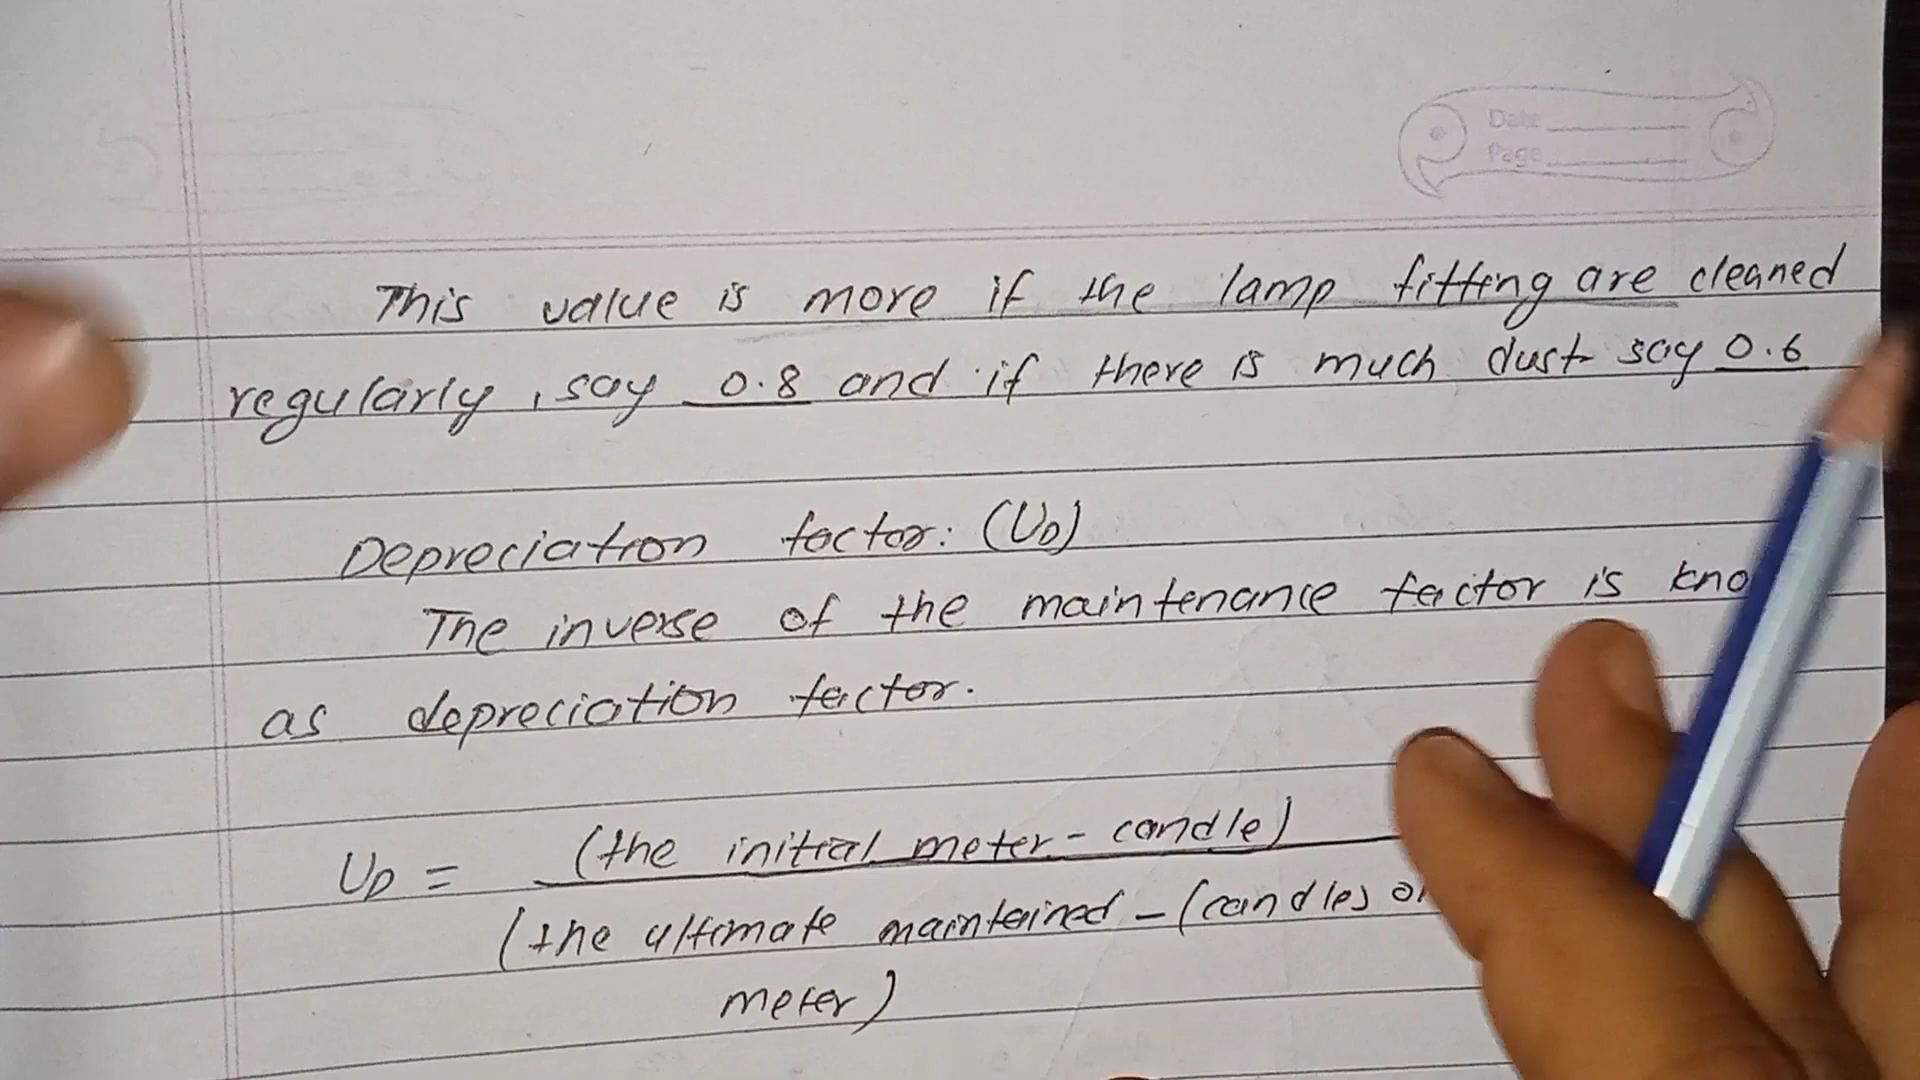 Date
Page
This value is more if the lamp fitting are cleaned
regularly, say 0.8 and if there is much dust say 0.6
Depreciation factor: (UD)
The inverse of the maintenance factor is kno
as depreciation factor.
UD = (the initial meter-candle)
(the ultimate maintained - (candles
meter)